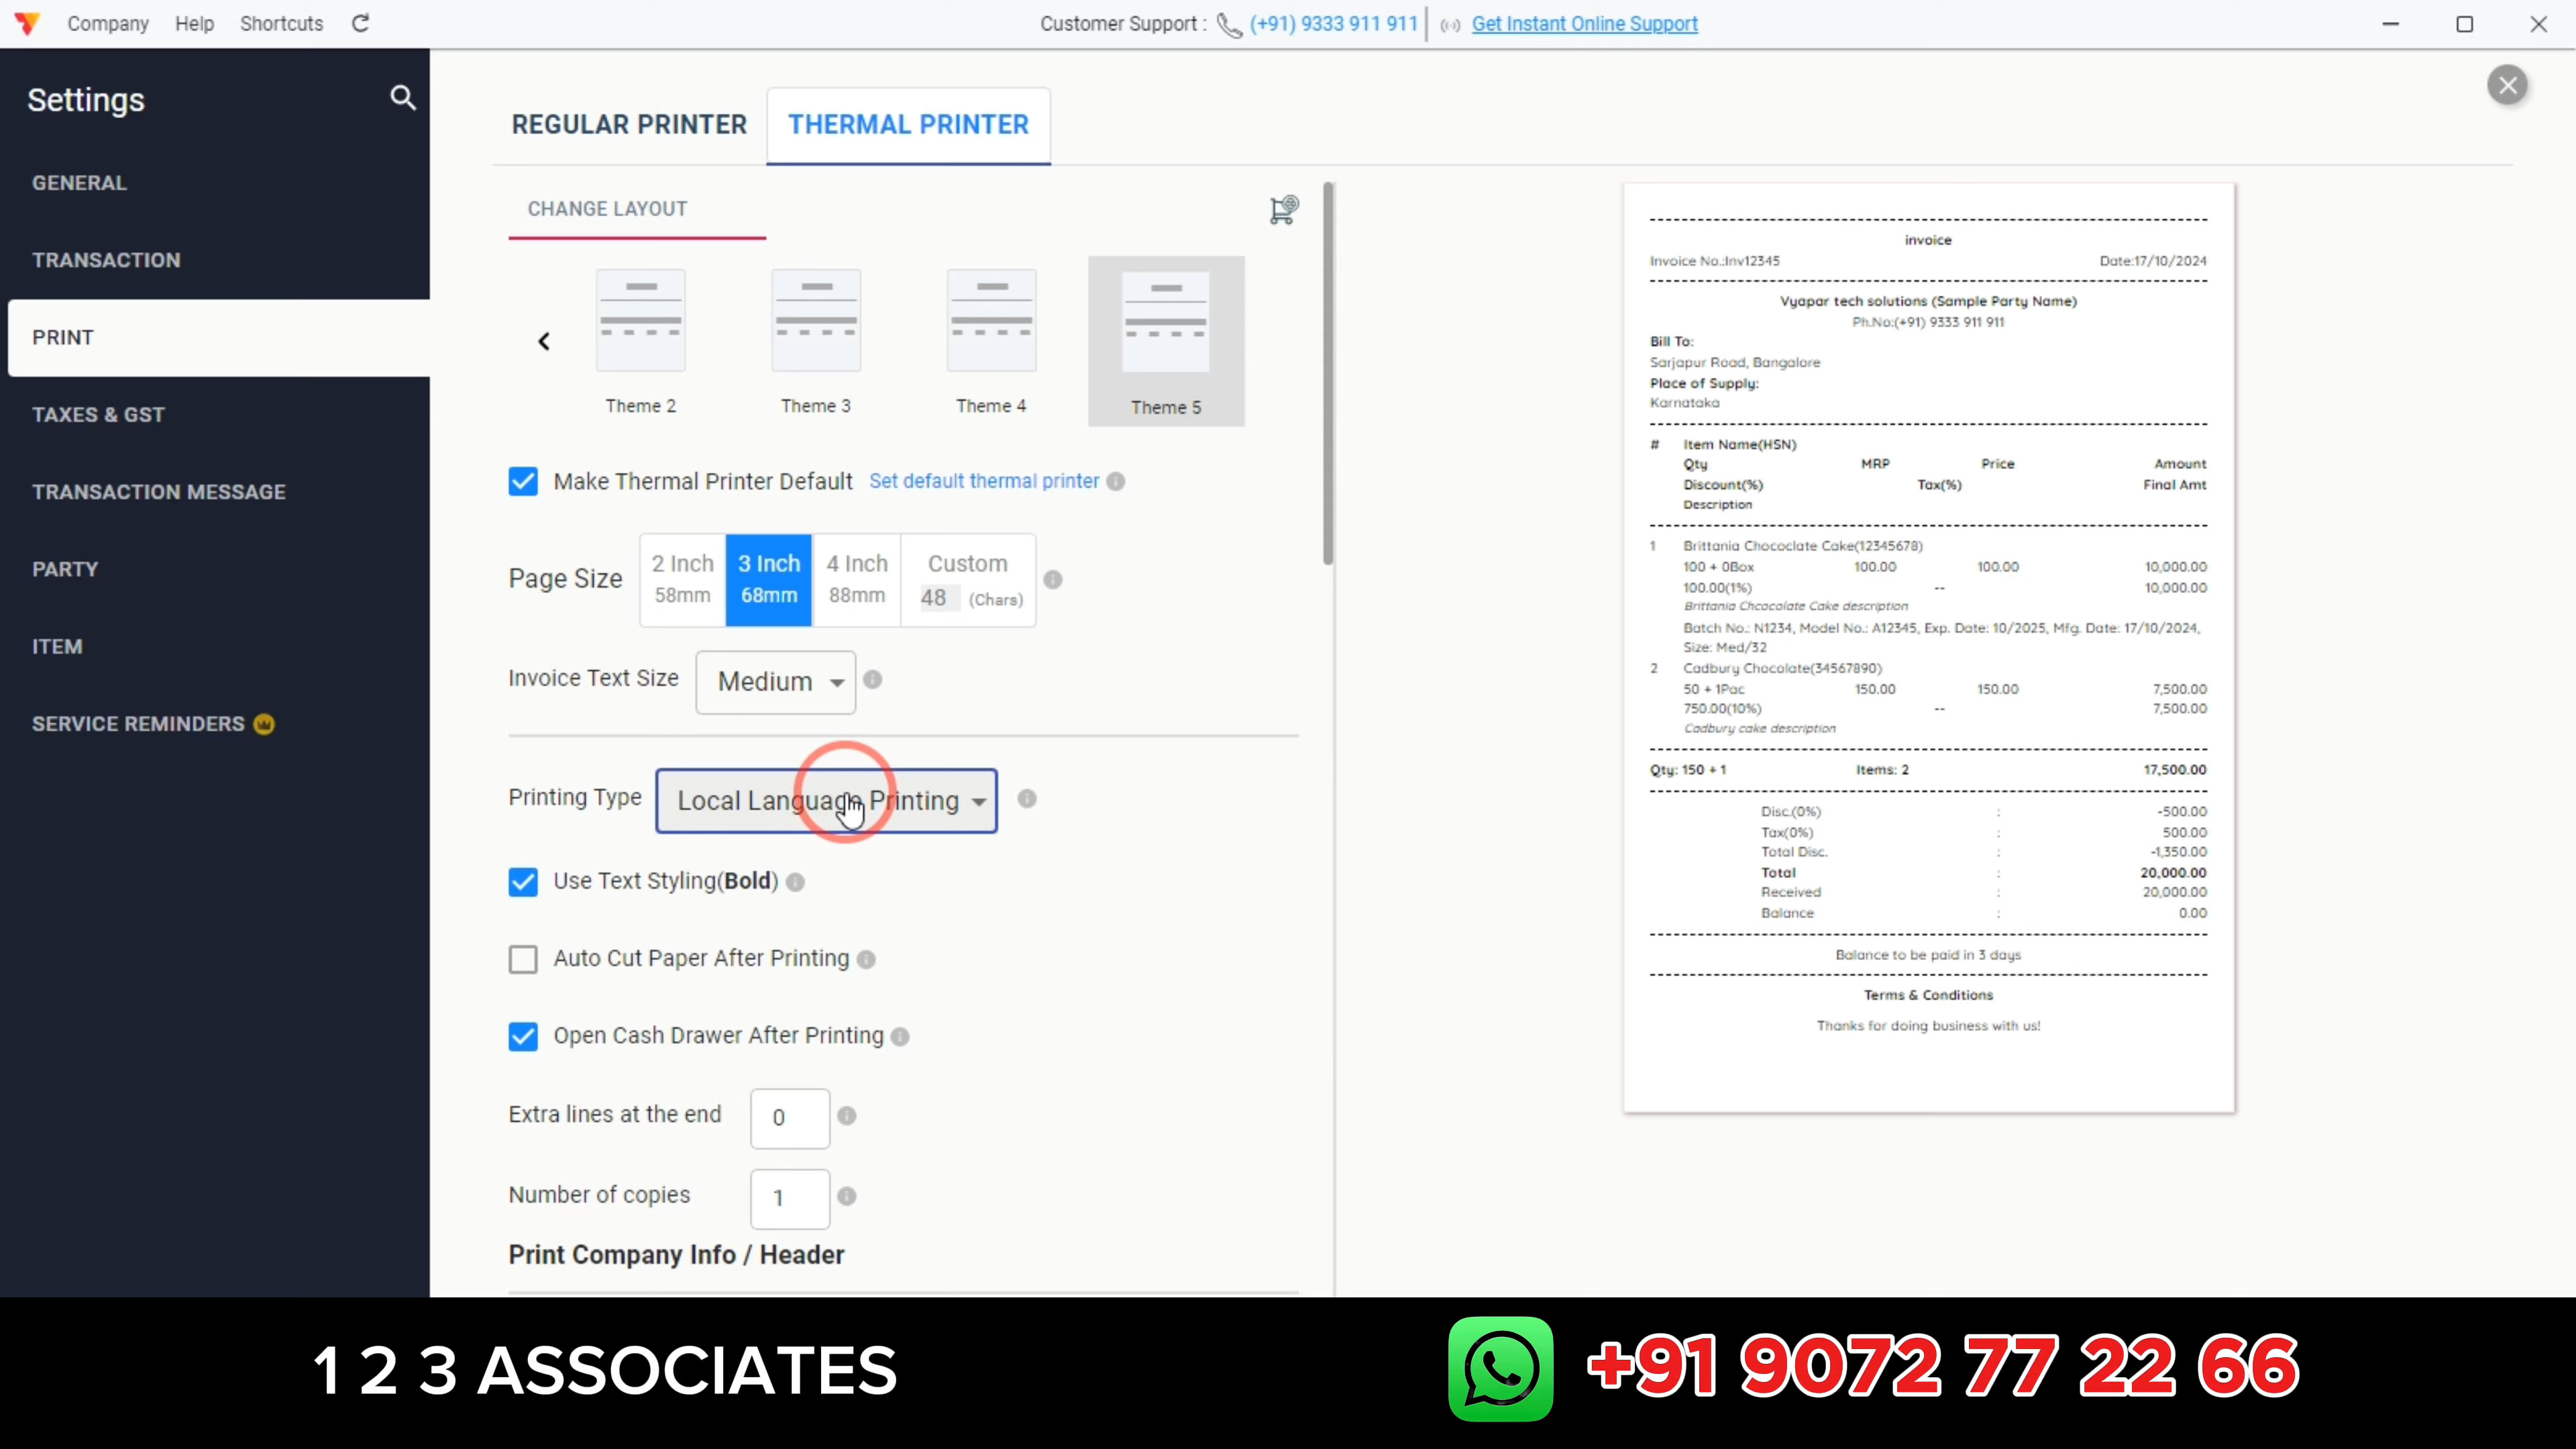 Company Help Shortcuts
Customer Support : (+91) 9333 911 911 Get Instant Online Support
Settings
GENERAL
TRANSACTION
PRINT
TAXES & GST
TRANSACTION MESSAGE
PARTY
ITEM
SERVICE REMINDERS
REGULAR PRINTER THERMAL PRINTER
CHANGE LAYOUT
Theme 2 Theme 3 Theme 4 Theme 5
Make Thermal Printer Default Set default thermal printer
Page Size
2 Inch 3 Inch 4 Inch Custom
58mm 68mm 88mm 48 (Chars)
Invoice Text Size Medium
Printing Type Local Language Printing
Use Text Styling(Bold)
Auto Cut Paper After Printing
Open Cash Drawer After Printing
Extra lines at the end 0
Number of copies 1
Print Company Info / Header
invoice
Invoice No.:Inv12345 Date:17/10/2024
Vyapar tech solutions (Sample Party Name)
Ph.No:(+91) 9333 911 911
Bill To:
Sarjapur Road, Bangalore
Place of Supply:
Karnataka
# Item Name(HSN)
Qty MRP Price Amount
Discount(%) Tax(%) Final Amt
Description
1 Brittania Chococlate Cake(12345678)
100 + 0Box 100.00 100.00 10,000.00
100.00(1%) -- 10,000.00
Brittania Chcocolate Cake description
Batch No.: N1234, Model No.: A12345, Exp. Date: 10/2025, Mfg. Date: 17/10/2024,
Size: Med/32
2 Cadbury Chocolate(34567890)
50 + 1Pac 150.00 150.00 7,500.00
750.00(10%) -- 7,500.00
Cadbury cake description
Qty: 150 + 1 Items: 2 17,500.00
Disc.(0%) : -500.00
Tax(0%) : 500.00
Total Disc. : -1,350.00
Total : 20,000.00
Received : 20,000.00
Balance : 0.00
Balance to be paid in 3 days
Terms & Conditions
Thanks for doing business with us!
1 2 3 ASSOCIATES +91 9072 77 22 66